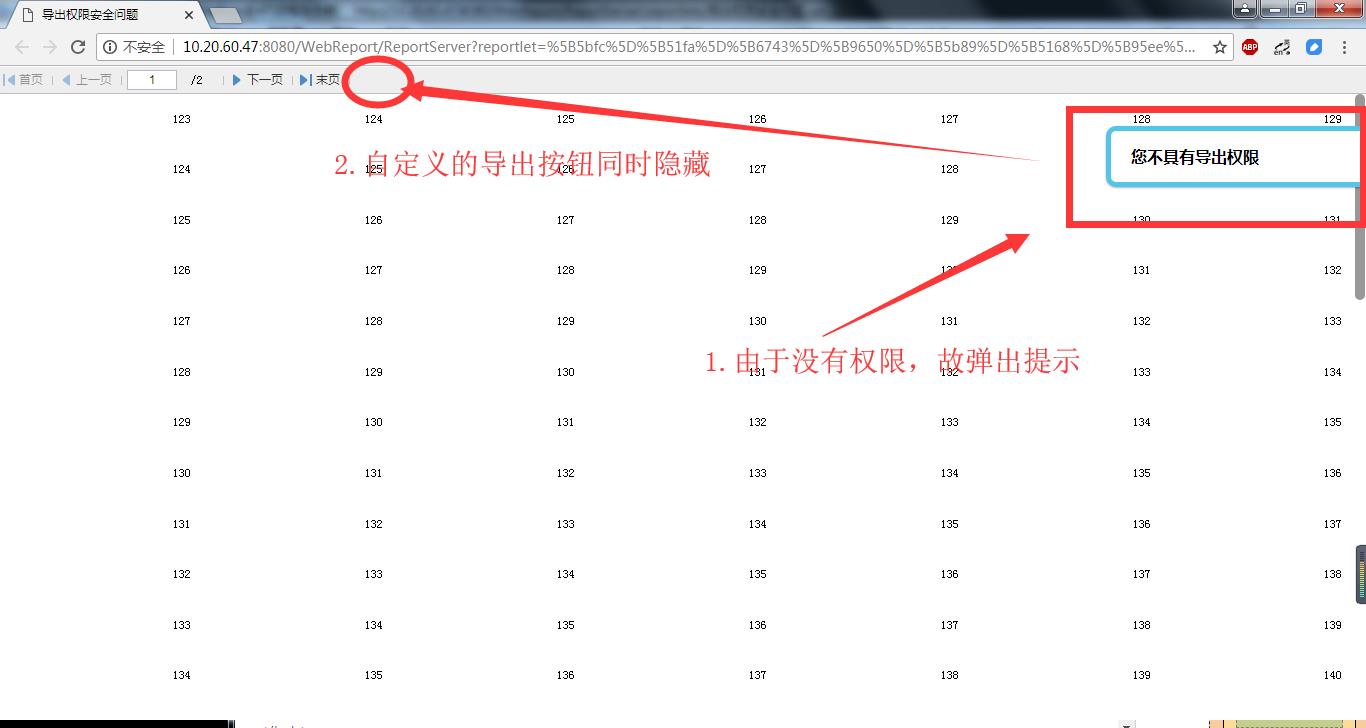 导出权限安全问题
不安全 10.20.60.47:8080/WebReport/ReportServer?reportlet=%5B5bfc%5D%5B51fa%5D%5B6743%5D%5B9650%5D%5B5b89%5D%5B5168%5D%5B95ee%5...
ABP
en
首页 上一页 1 /2 下一页 末页
123 124 125 126 127 128 129
您不具有导出权限
2.自定义的导出按钮同时隐藏
124 125 126 127 128
125 126 127 128 129 130 131
126 127 128 129 130 131 132
127 128 129 130 131 132 133
1.由于没有权限，故弹出提示
128 129 130 131 132 133 134
129 130 131 132 133 134 135
130 131 132 133 134 135 136
131 132 133 134 135 136 137
132 133 134 135 136 137 138
133 134 135 136 137 138 139
134 135 136 137 138 139 140